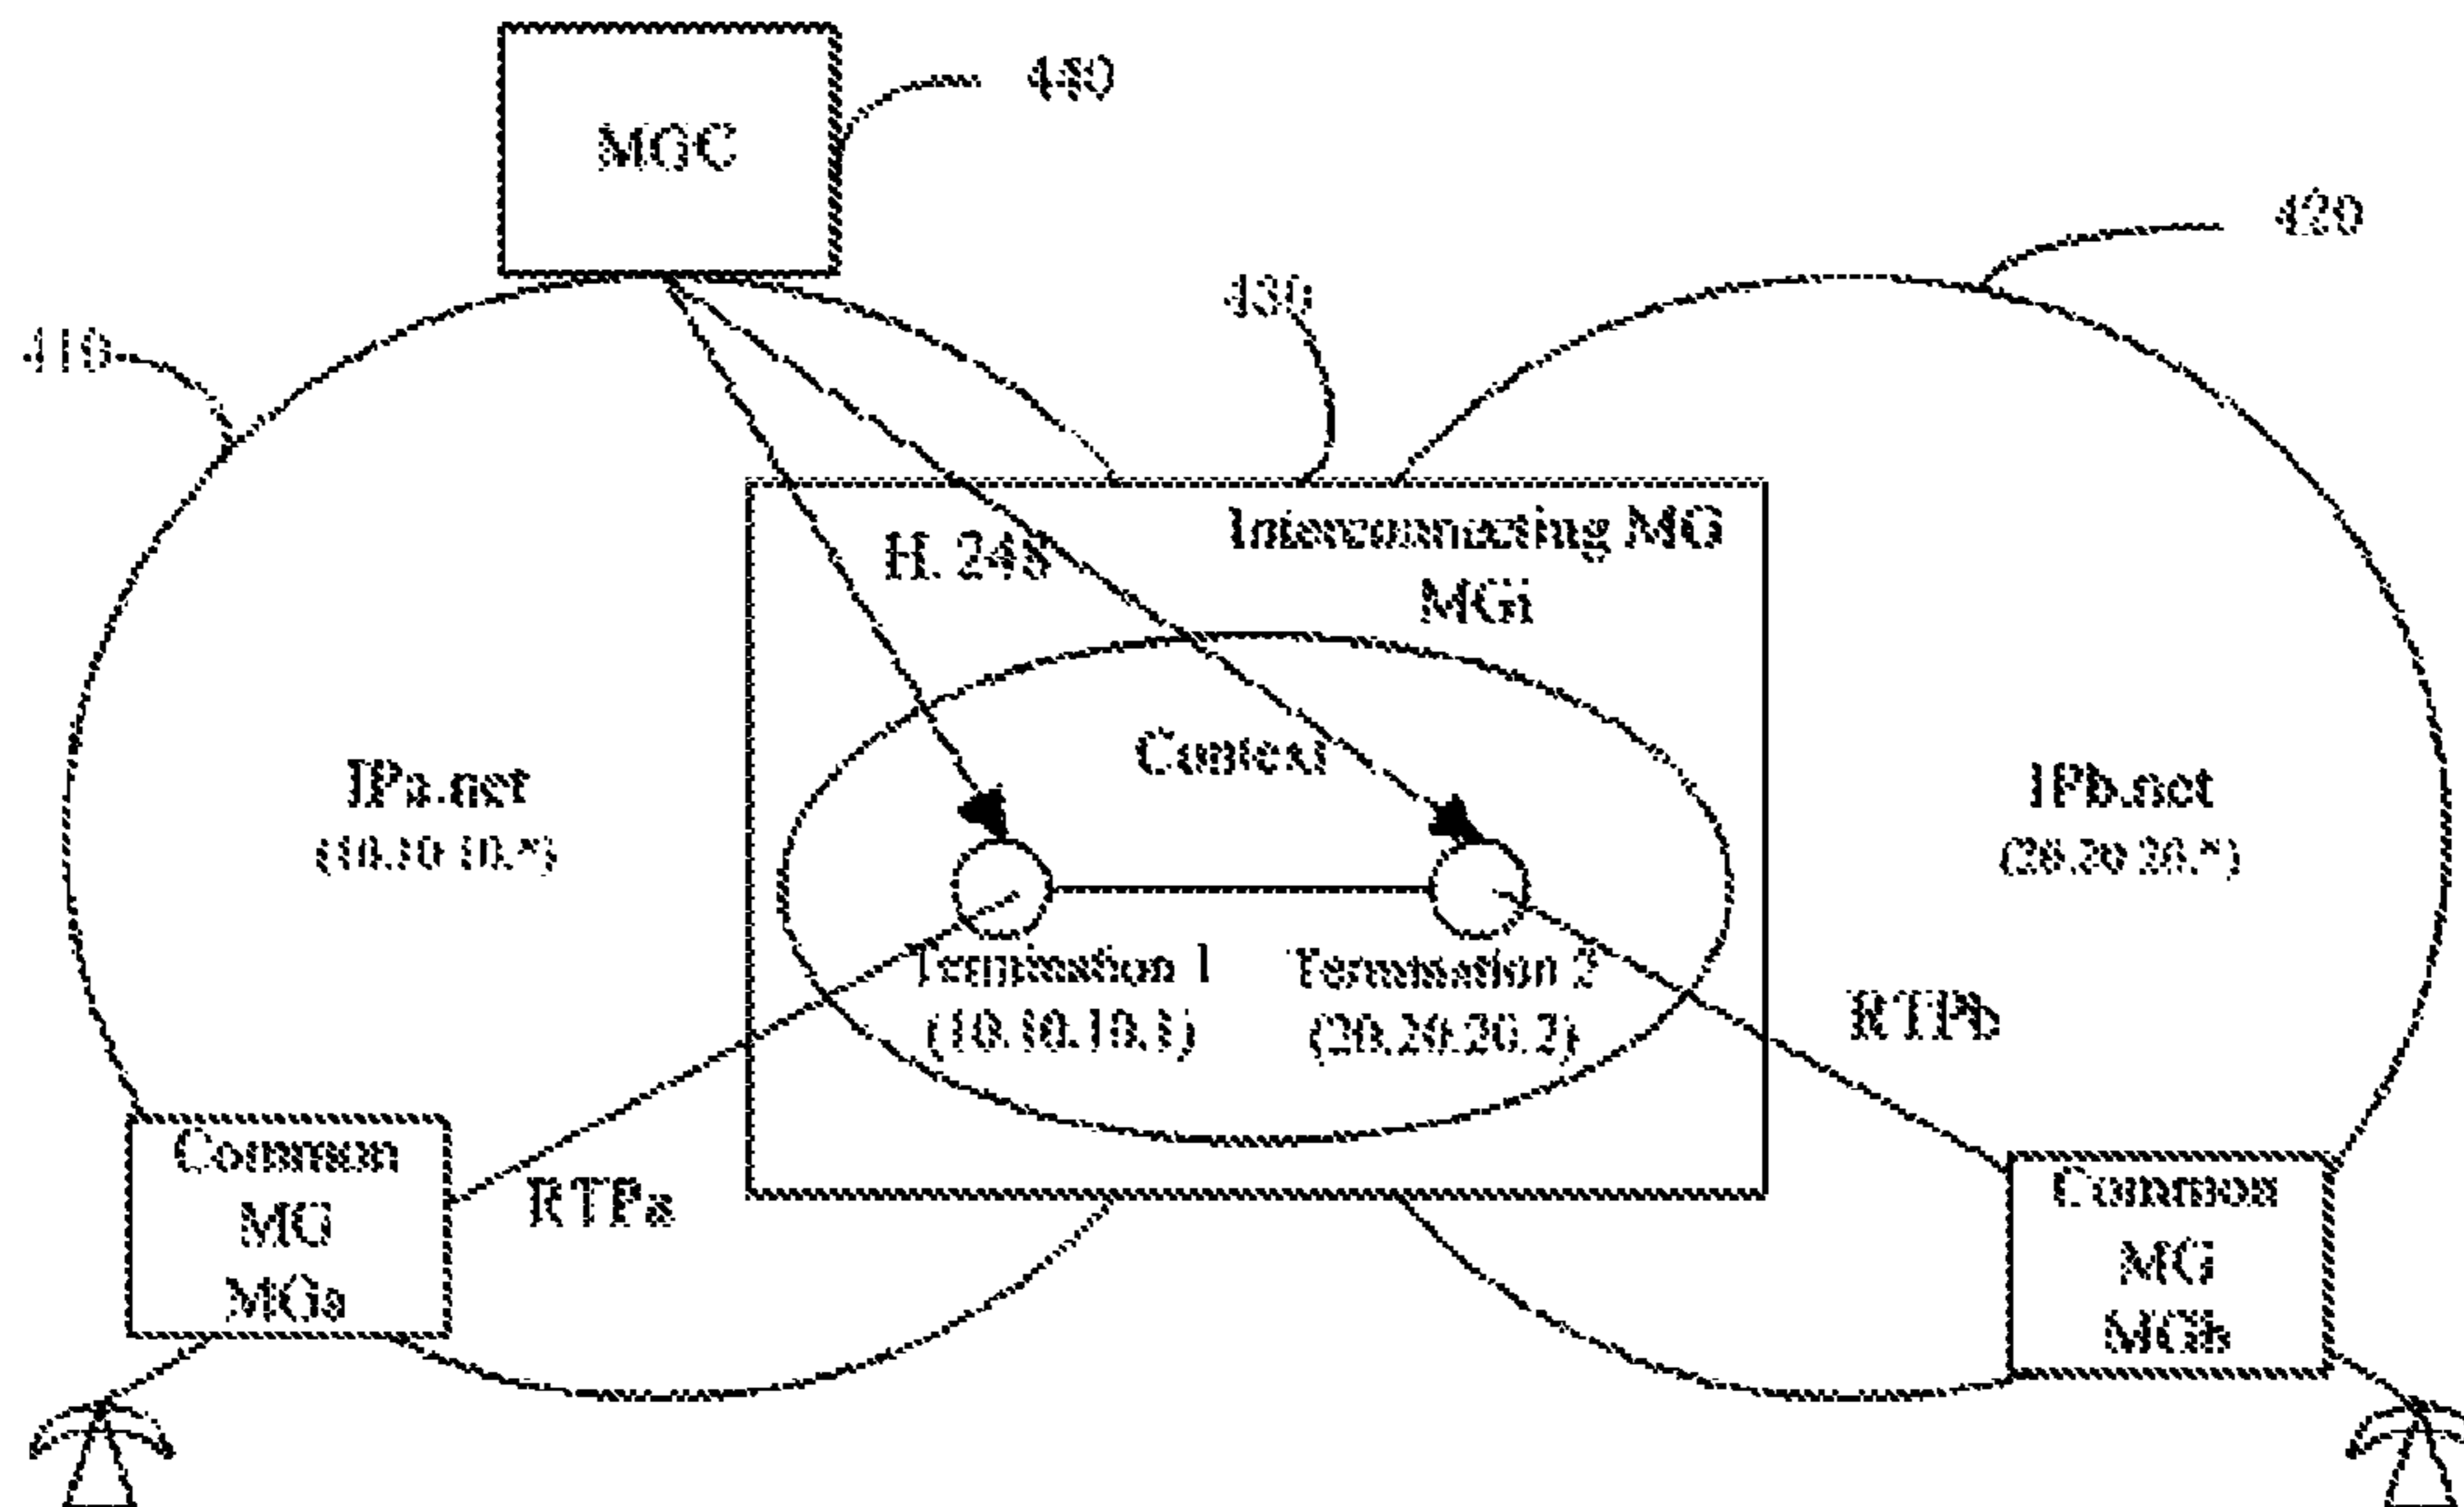 MGC
440
420
430
410
H. 248
Interconnecting MG
MGi
Context
IPa.net
(10.10.10.*)
IPb.net
(20.20.20.*)
Termination 1
(10.10.10.1)
Termination 2
(20.20.20.2)
RTPb
RTPa
Common
MG
MGa
Common
MG
MGb